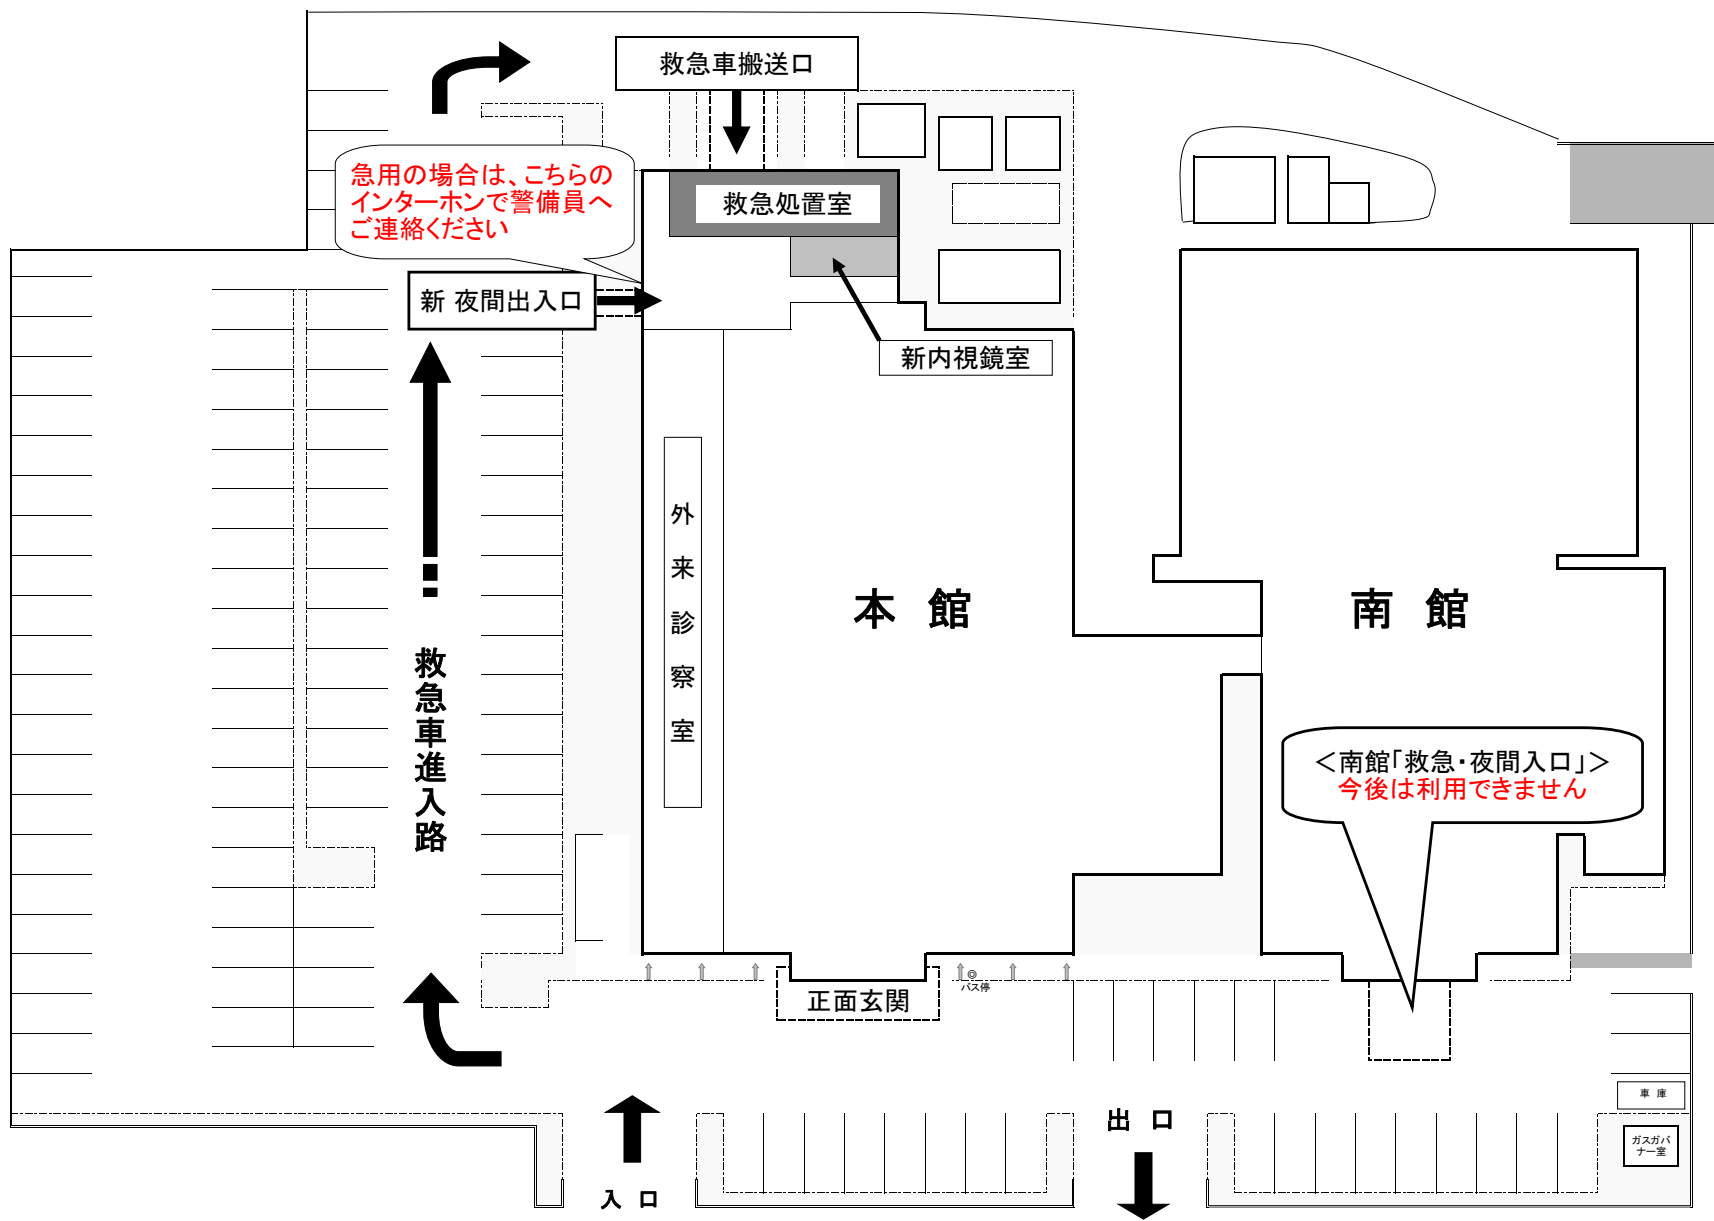 救急車搬送口
急用の場合は、こちらの
インターホンで警備員へ
ご連絡ください
救急処置室
新 夜間出入口
新内視鏡室
外来診察室
本 館
南 館
救急車進入路
＜南館「救急・夜間入口」＞
今後は利用できません
◎
バス停
正面玄関
車 庫
出 口
ガスガバ
ナー室
入 口